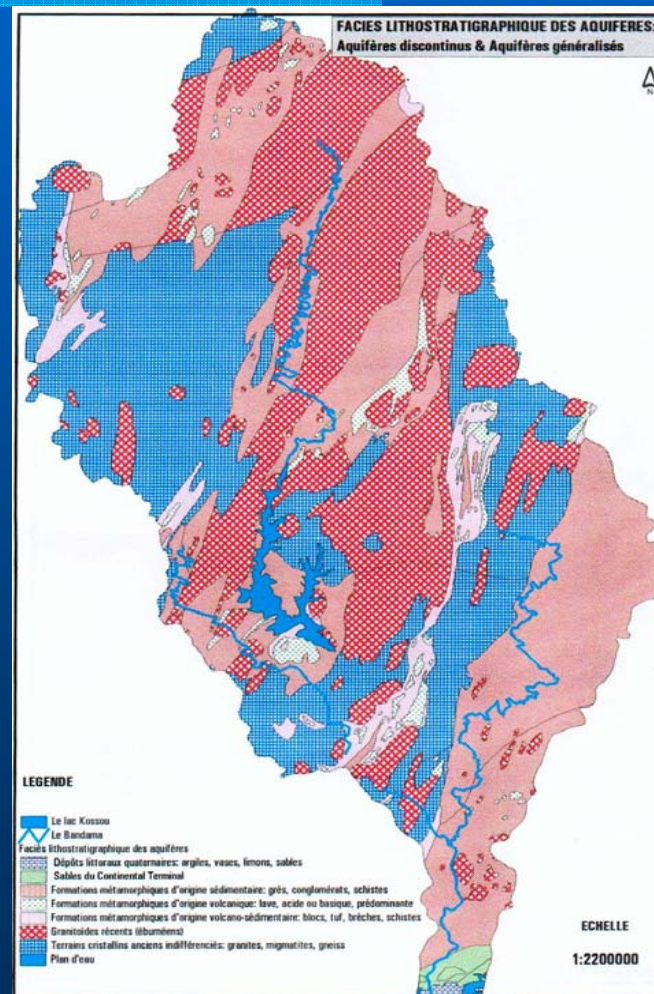 FACIES LITHOSTRATIGRAPHIQUE DES AQUIFERES:
Aquifères discontinus & Aquifères généralisés
N
LEGENDE
Le lac Kossou
Le Bandama
Faciès lithostratigraphique des aquifères
Dépôts littoraux quaternaires: argiles, vases, limons, sables
Sables du Continental Terminal
Formations métamorphiques d'origine sédimentaire: grès, conglomérats, schistes
Formations métamorphiques d'origine volcanique: lave, acide ou basique, prédominante
Formations métamorphiques d'origine volcano-sédimentaire: blocs, tuf, brèches, schistes
Granitoïdes récents (éburnéens)
Terrains cristallins anciens indifférenciés: granites, migmatites, gneiss
Plan d'eau
ECHELLE
1:2200000